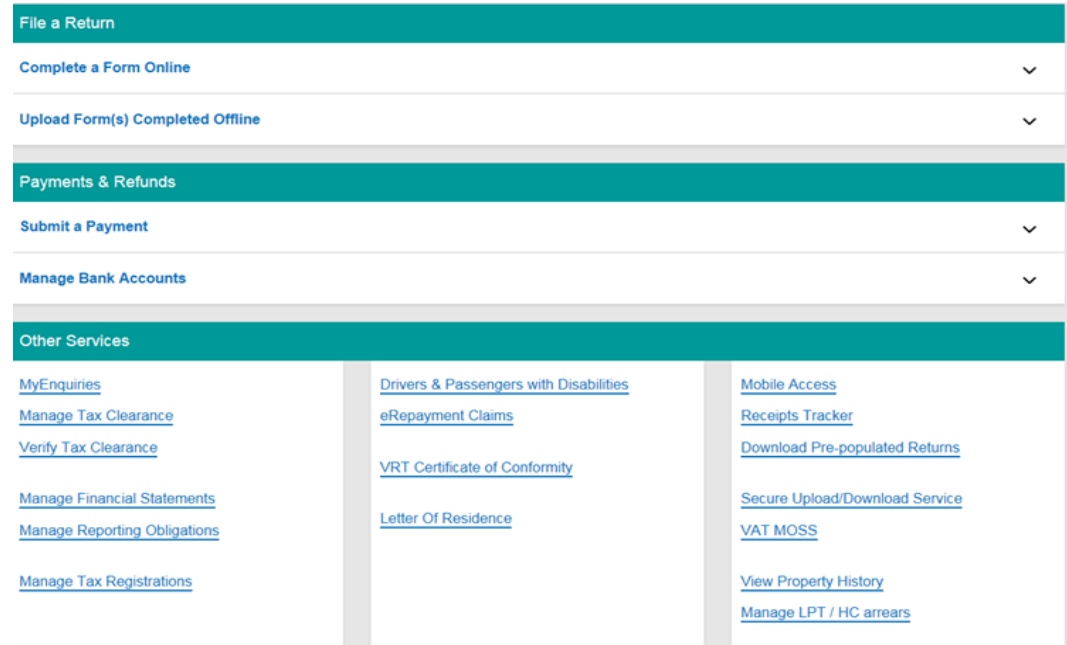 File a Return
Complete a Form Online
Upload Form(s) Completed Offline
Payments & Refunds
Submit a Payment
Manage Bank Accounts
Other Services
MyEnquiries
Manage Tax Clearance
Verify Tax Clearance
Manage Financial Statements
Manage Reporting Obligations
Manage Tax Registrations
Drivers & Passengers with Disabilities
eRepayment Claims
VRT Certificate of Conformity
Letter Of Residence
Mobile Access
Receipts Tracker
Download Pre-populated Returns
Secure Upload/Download Service
VAT MOSS
View Property History
Manage LPT / HC arrears